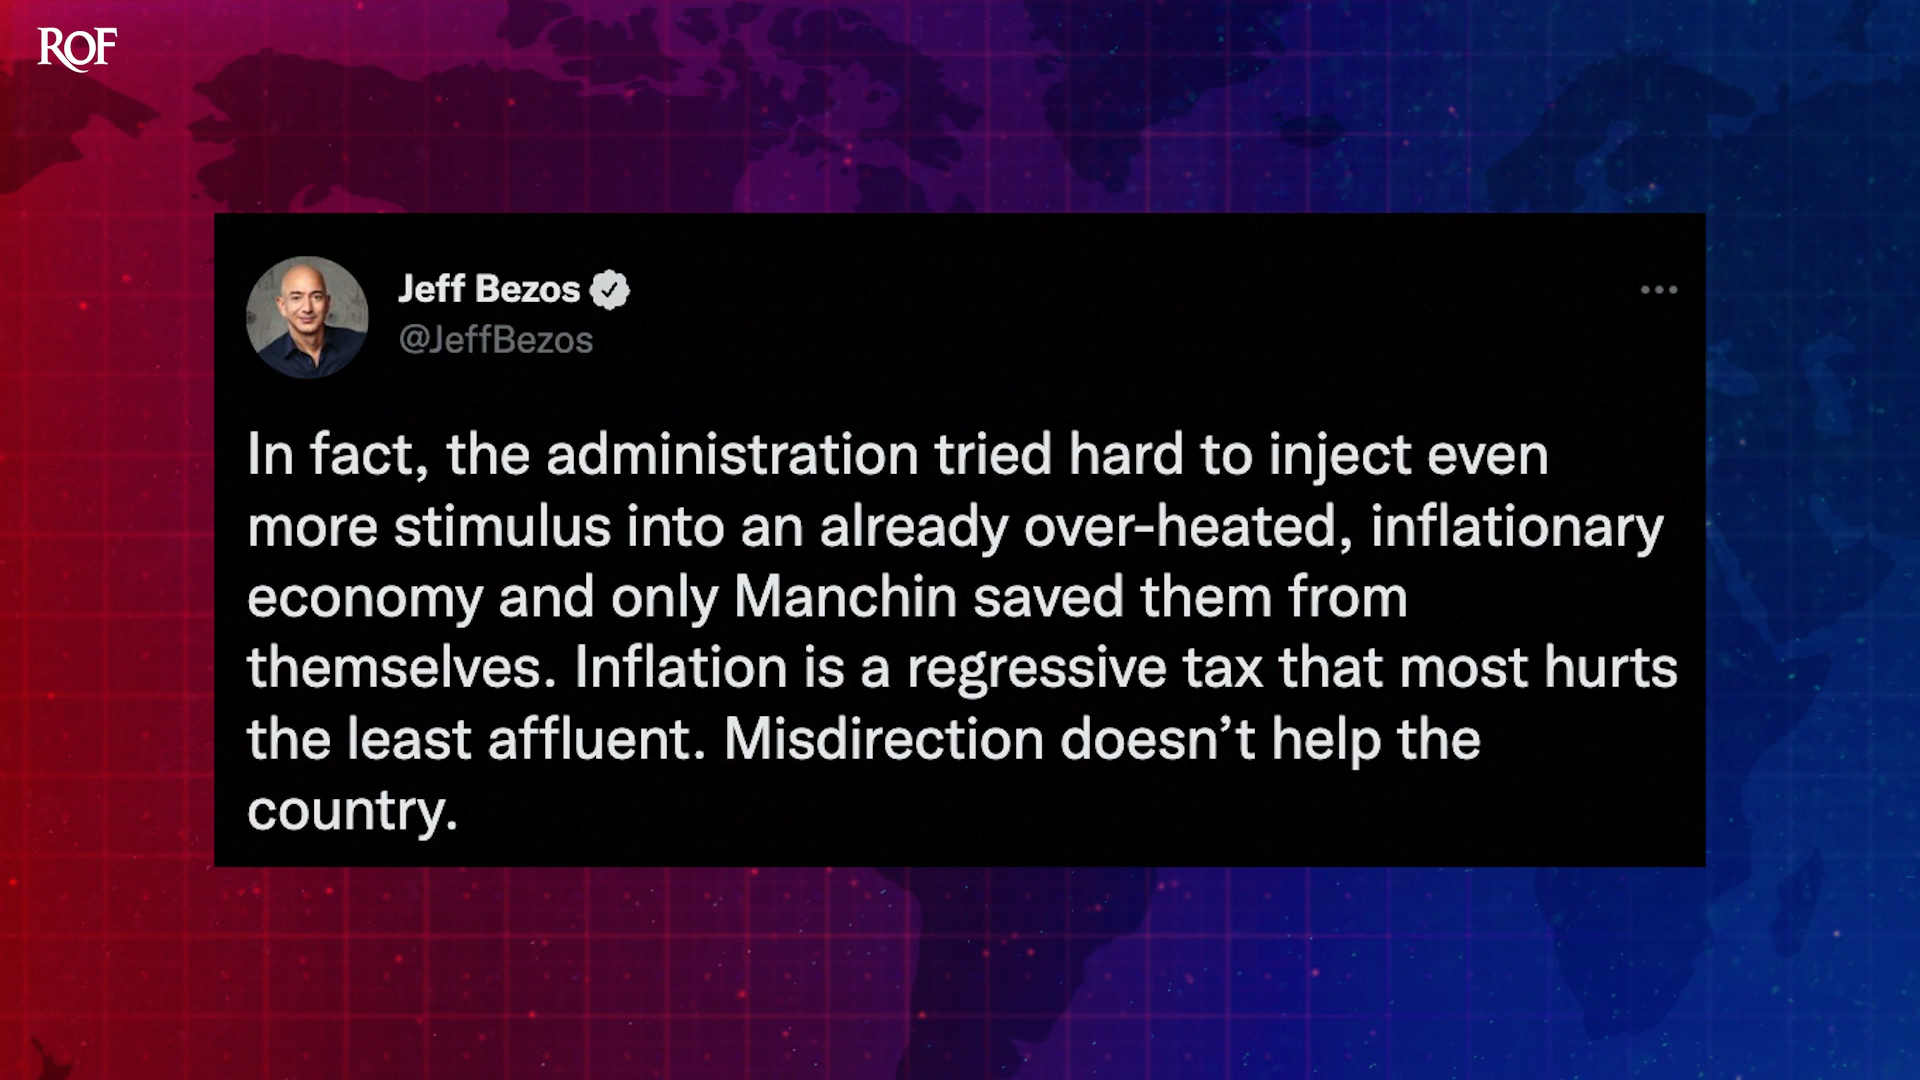 ROF
Jeff Bezos
@JeffBezos
In fact, the administration tried hard to inject even
more stimulus into an already over-heated, inflationary
economy and only Manchin saved them from
themselves. Inflation is a regressive tax that most hurts
the least affluent. Misdirection doesn’t help the
country.